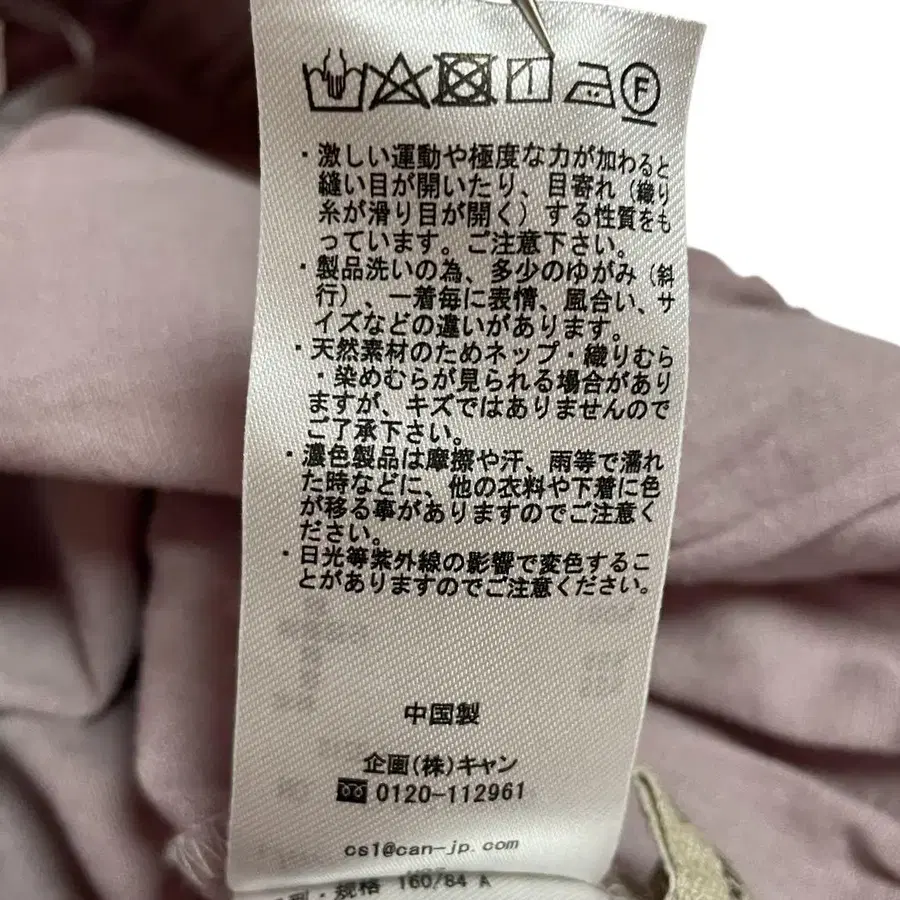 F
・激しい運動や極度な力が加わると
縫い目が開いたり、目寄れ（織り
糸が滑り目が開く）する性質をも
っています。ご注意下さい。
・製品洗いの為、多少のゆがみ（斜
行）、一着毎に表情、風合い、サ
イズなどの違いがあります。
・天然素材のためネップ・織りむら
・染めむらが見られる場合があり
ますが、キズではありませんので
ご了承下さい。
・濃色製品は摩擦や汗、雨等で濡れ
た時などに、他の衣料や下着に色
が移る事がありますのでご注意く
ださい。
・日光等紫外線の影響で変色するこ
とがありますのでご注意ください。
中国製
企画(株)キャン
0120-112961
cs1@can-jp.com
型・规格 160/84 A